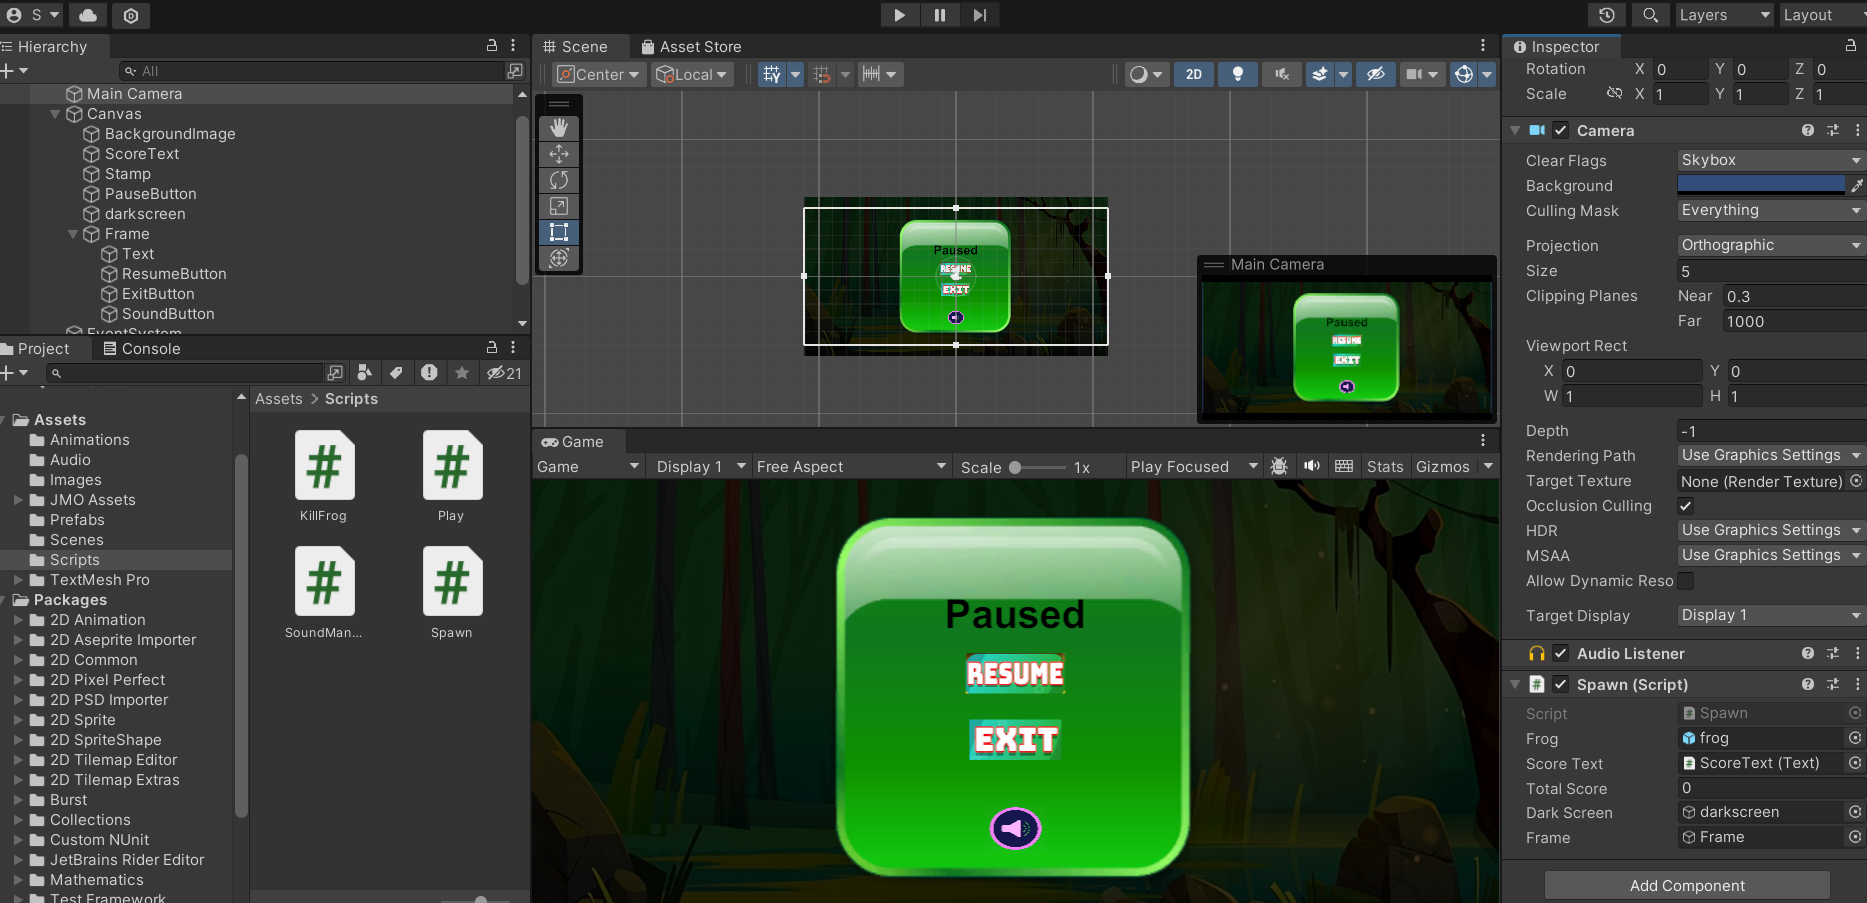 S
Layers
Layout
Hierarchy
All
Main Camera
Canvas
BackgroundImage
ScoreText
Stamp
PauseButton
darkscreen
Frame
Text
ResumeButton
ExitButton
SoundButton
EventSystem
Project
Console
21
Assets
Animations
Audio
Images
JMO Assets
Prefabs
Scenes
Scripts
TextMesh Pro
Packages
2D Animation
2D Aseprite Importer
2D Common
2D Pixel Perfect
2D PSD Importer
2D Sprite
2D SpriteShape
2D Tilemap Editor
2D Tilemap Extras
Burst
Collections
Custom NUnit
JetBrains Rider Editor
Mathematics
Test Framework
Assets > Scripts
#
#
KillFrog
Play
#
#
SoundMan...
Spawn
Scene
Asset Store
Center
Local
2D
Paused
RESUME
EXIT
Main Camera
Paused
RESUME
EXIT
Game
Game
Display 1
Free Aspect
Scale
1x
Play Focused
Stats
Gizmos
Paused
RESUME
EXIT
Inspector
Rotation X 0 Y 0 Z 0
Scale X 1 Y 1 Z 1
Camera
Clear Flags Skybox
Background
Culling Mask Everything
Projection Orthographic
Size 5
Clipping Planes Near 0.3
Far 1000
Viewport Rect
X 0 Y 0
W 1 H 1
Depth -1
Rendering Path Use Graphics Settings
Target Texture None (Render Texture)
Occlusion Culling
HDR Use Graphics Settings
MSAA Use Graphics Settings
Allow Dynamic Reso
Target Display Display 1
Audio Listener
# Spawn (Script)
Script # Spawn
Frog frog
Score Text # ScoreText (Text)
Total Score 0
Dark Screen darkscreen
Frame Frame
Add Component